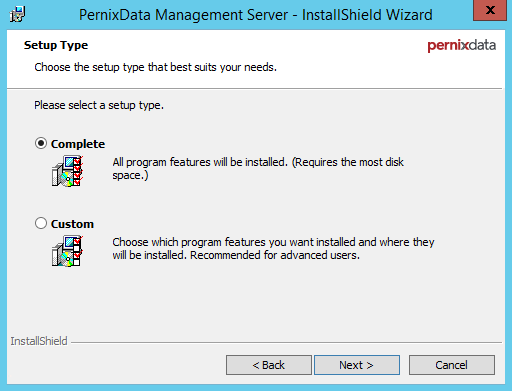 PernixData Management Server - InstallShield Wizard
x
Setup Type
pernixdata
Choose the setup type that best suits your needs.
Please select a setup type.
Complete
All program features will be installed. (Requires the most disk
space.)
Custom
Choose which program features you want installed and where they
will be installed. Recommended for advanced users.
InstallShield
< Back
Next >
Cancel